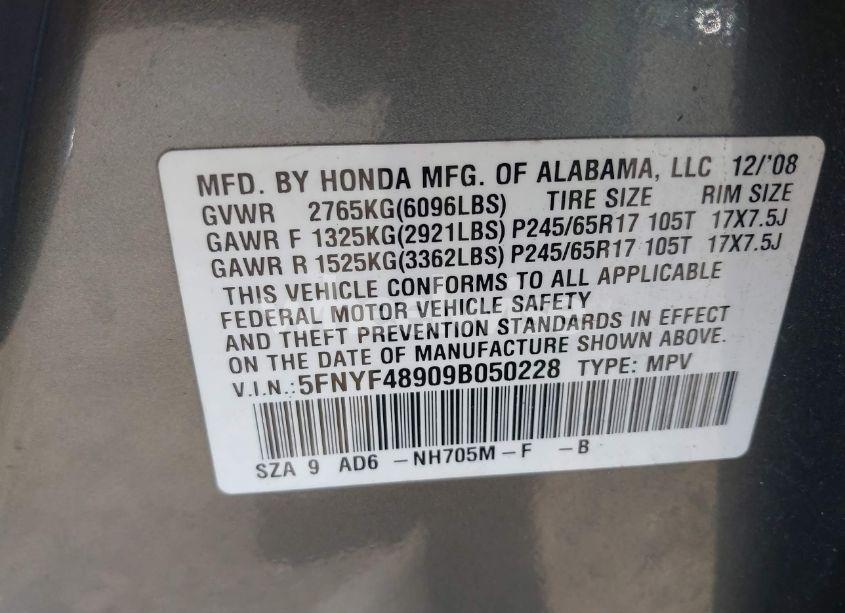 MFD. BY HONDA MFG. OF ALABAMA, LLC 12/'08
GVWR 2765KG(6096LBS) TIRE SIZE RIM SIZE
GAWR F 1325KG(2921LBS) P245/65R17 105T 17X7.5J
GAWR R 1525KG(3362LBS) P245/65R17 105T 17X7.5J
THIS VEHICLE CONFORMS TO ALL APPLICABLE
FEDERAL MOTOR VEHICLE SAFETY
AND THEFT PREVENTION STANDARDS IN EFFECT
ON THE DATE OF MANUFACTURE SHOWN ABOVE.
V.I.N.:5FNYF48909B050228 TYPE: MPV
SZA 9 AD6 -NH705M-F -B